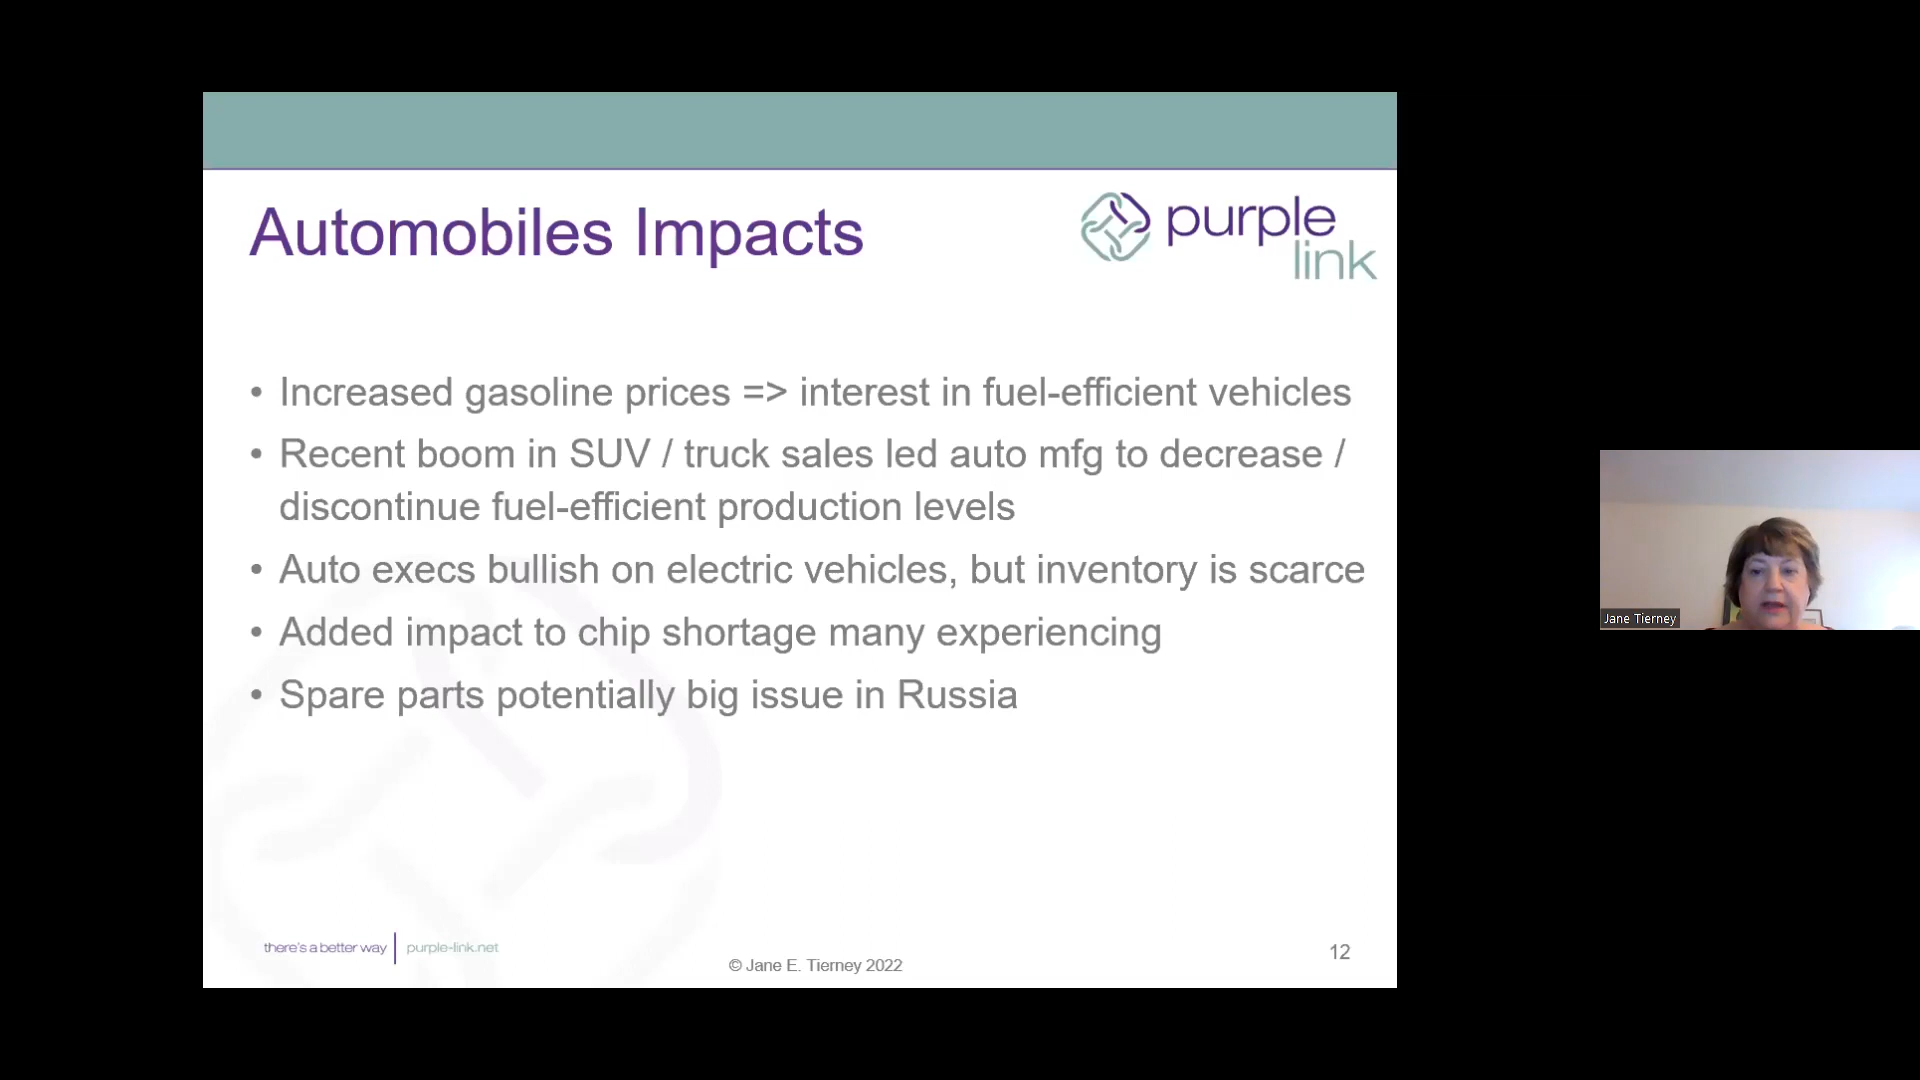 Automobiles Impacts
purple
link
• Increased gasoline prices => interest in fuel-efficient vehicles
• Recent boom in SUV / truck sales led auto mfg to decrease /
discontinue fuel-efficient production levels
• Auto execs bullish on electric vehicles, but inventory is scarce
• Added impact to chip shortage many experiencing
• Spare parts potentially big issue in Russia
there's a better way | purple-link.net
© Jane E. Tierney 2022
12
Jane Tierney